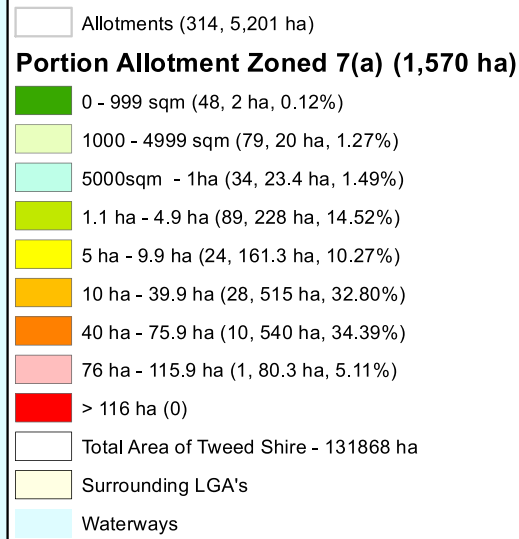 Allotments (314, 5,201 ha)
Portion Allotment Zoned 7(a) (1,570 ha)
0 - 999 sqm (48, 2 ha, 0.12%)
1000 - 4999 sqm (79, 20 ha, 1.27%)
5000sqm - 1ha (34, 23.4 ha, 1.49%)
1.1 ha - 4.9 ha (89, 228 ha, 14.52%)
5 ha - 9.9 ha (24, 161.3 ha, 10.27%)
10 ha - 39.9 ha (28, 515 ha, 32.80%)
40 ha - 75.9 ha (10, 540 ha, 34.39%)
76 ha - 115.9 ha (1, 80.3 ha, 5.11%)
> 116 ha (0)
Total Area of Tweed Shire - 131868 ha
Surrounding LGA's
Waterways